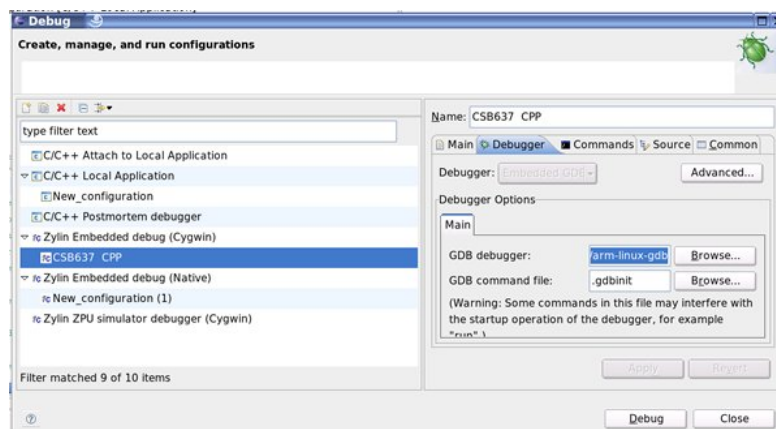 Debug
Create, manage, and run configurations
type filter text
C/C++ Attach to Local Application
C/C++ Local Application
New_configuration
C/C++ Postmortem debugger
Zylin Embedded debug (Cygwin)
CSB637 CPP
Zylin Embedded debug (Native)
New_configuration (1)
Zylin ZPU simulator debugger (Cygwin)
Filter matched 9 of 10 items
Name: CSB637 CPP
Main Debugger Commands Source Common
Debugger: Embedded GDB Advanced...
Debugger Options
Main
GDB debugger: /arm-linux-gdb Browse...
GDB command file: .gdbinit Browse...
(Warning: Some commands in this file may interfere with
the startup operation of the debugger, for example
"run".)
Apply Revert
Debug Close